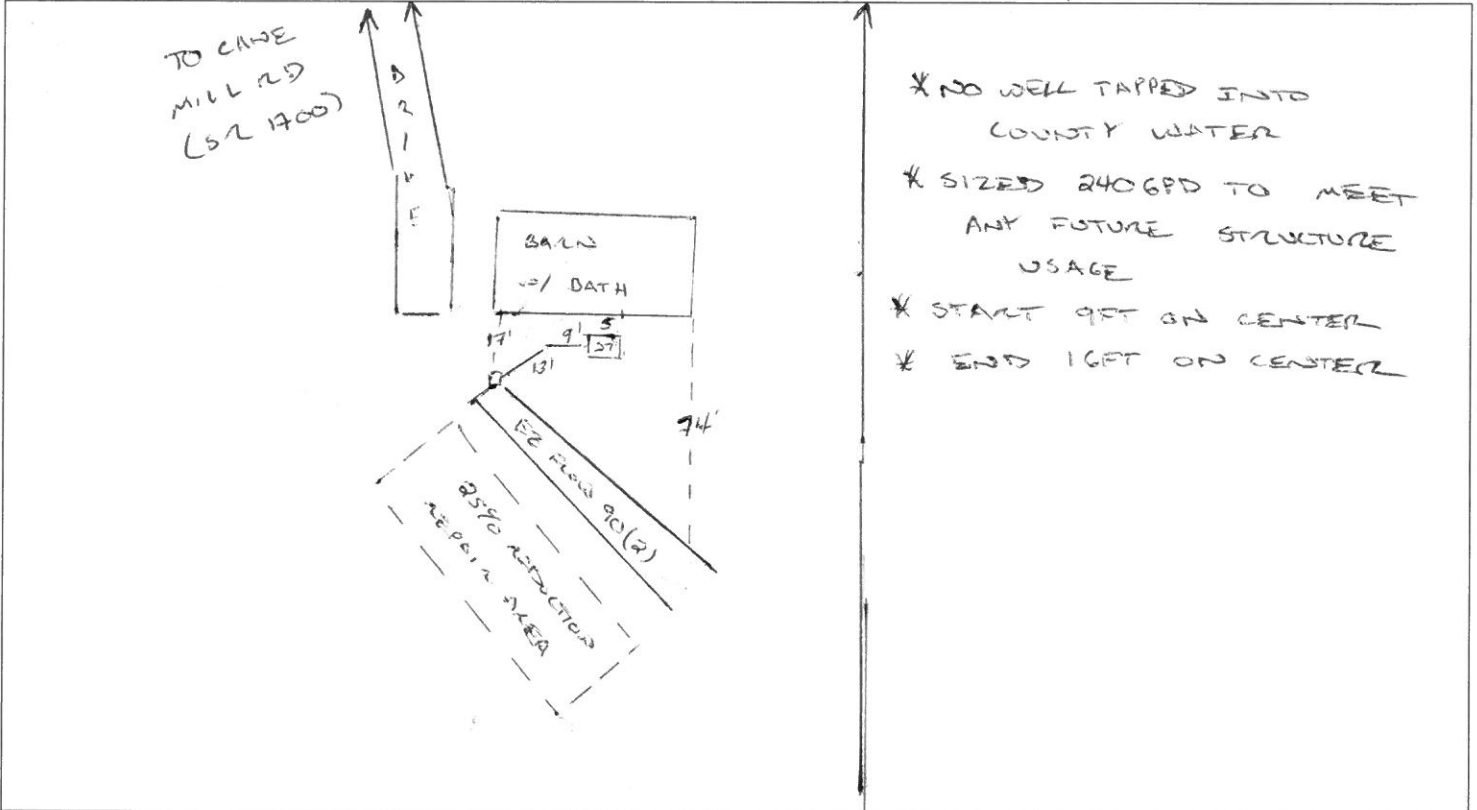 TO CANE
MILL RD
(SR 1700)
DRIVE
BARN
W/ BATH
17'
9'
5
27
13'
74'
EZ FLOW 90(2)
25% REDUCTION
REPAIR AREA
* NO WELL TAPPED INTO
COUNTY WATER
* SIZED 240GPD TO MEET
ANY FUTURE STRUCTURE
USAGE
* START 9FT ON CENTER
* END 16FT ON CENTER